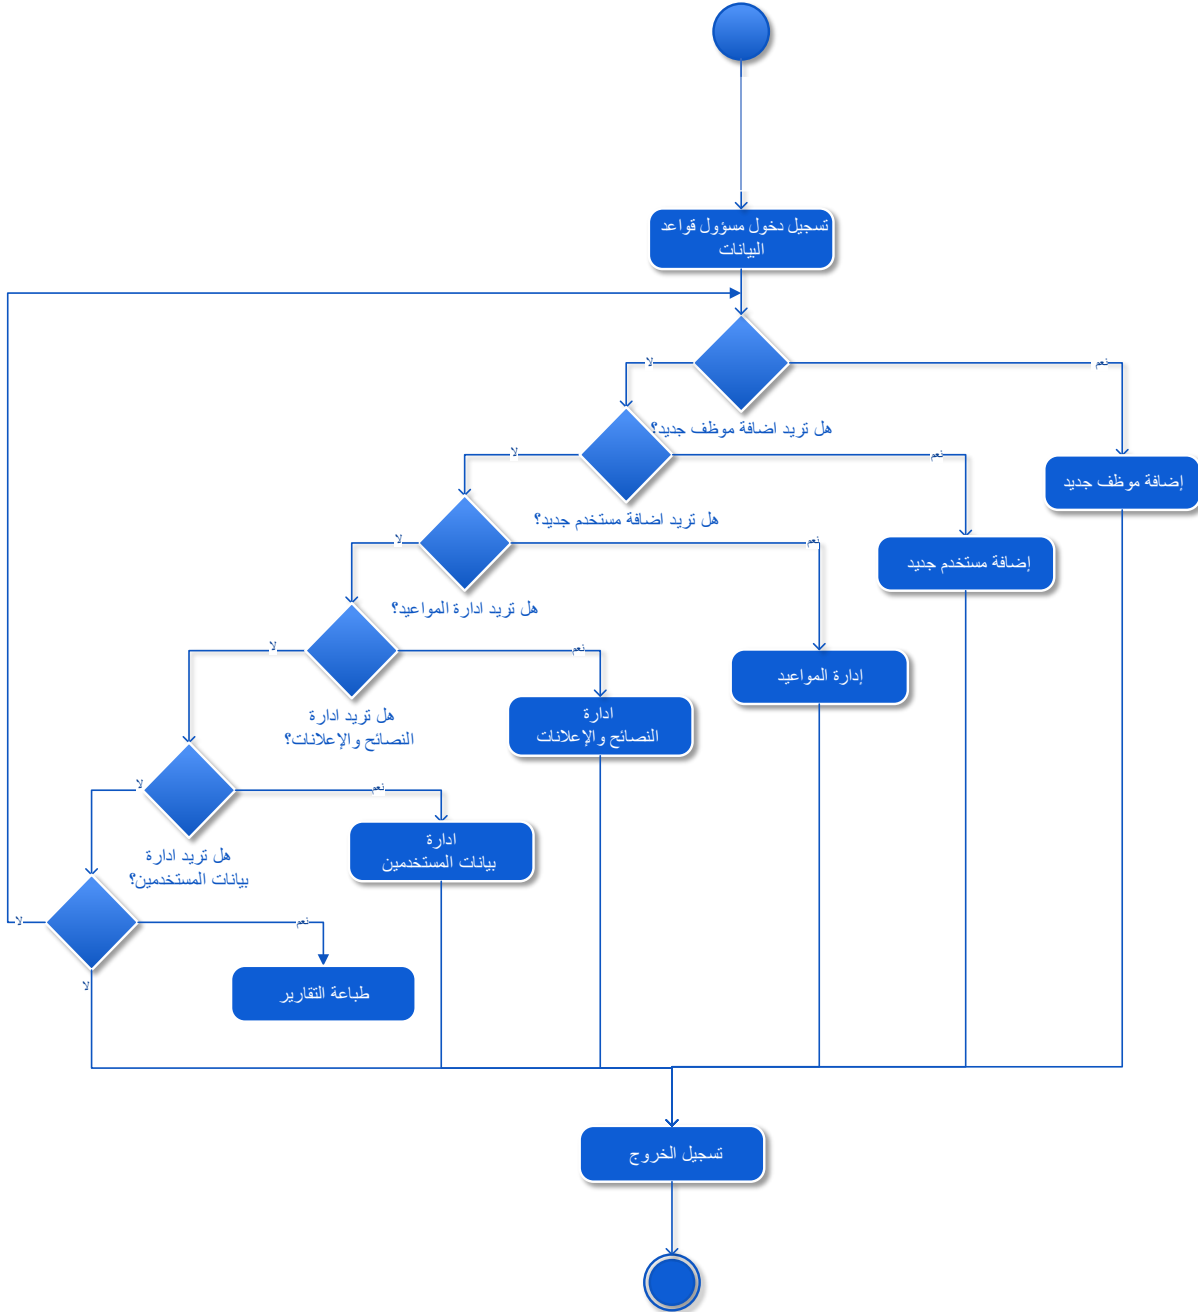 تسجيل دخول مسؤول قواعد
البيانات
لا
نعم
هل تريد اضافة موظف جديد؟
لا
نعم
إضافة موظف جديد
هل تريد اضافة مستخدم جديد؟
لا
نعم
إضافة مستخدم جديد
هل تريد ادارة المواعيد؟
لا
نعم
إدارة المواعيد
هل تريد ادارة
النصائح والإعلانات؟
ادارة
النصائح والإعلانات
لا
نعم
هل تريد ادارة
بيانات المستخدمين؟
ادارة
بيانات المستخدمين
لا
نعم
لا
طباعة التقارير
تسجيل الخروج